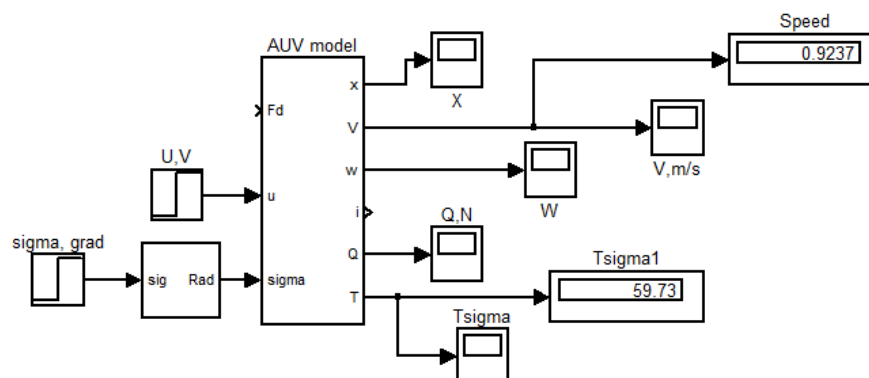 Speed
0.9237
AUV model
x
X
Fd
V
V,m/s
U,V
w
W
u
i
Q,N
sigma, grad
Q
Tsigma1
sig Rad
sigma
59.73
T
Tsigma